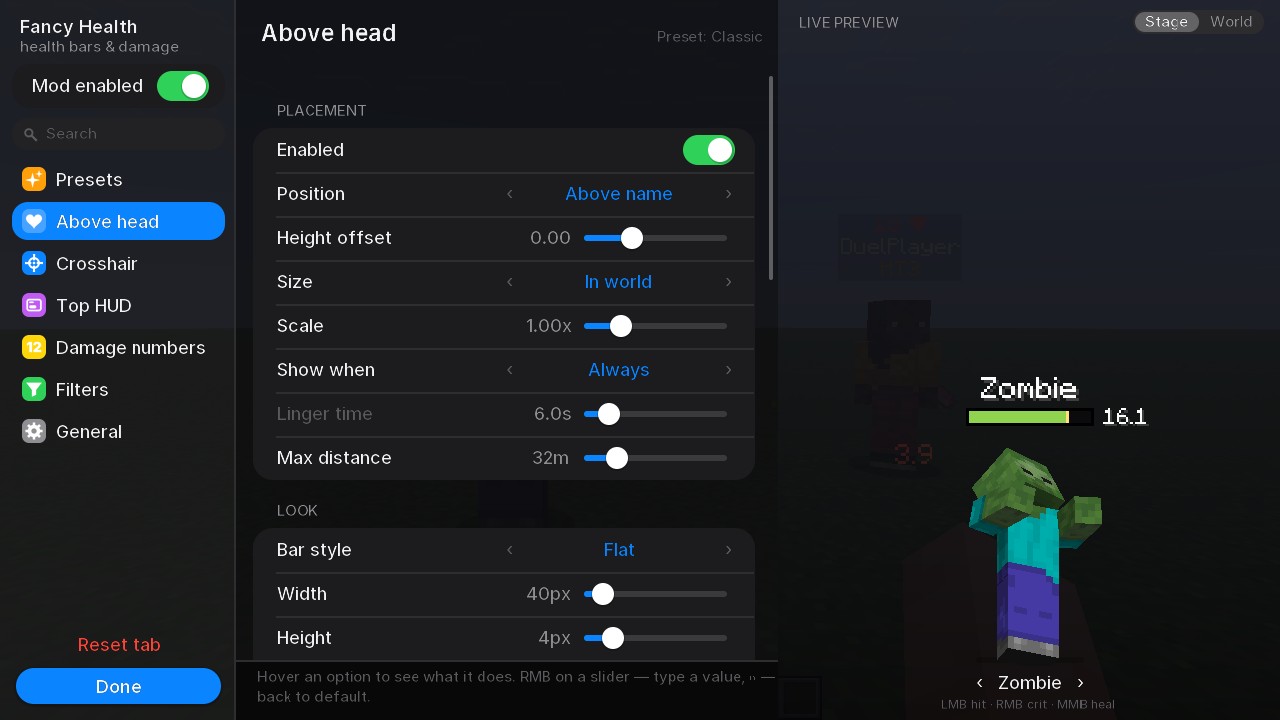 Fancy Health
health bars & damage
Mod enabled
Search
Presets
Above head
Crosshair
Top HUD
12 Damage numbers
Filters
General
Reset tab
Done
Above head
Preset: Classic
PLACEMENT
Enabled
Position ‹ Above name ›
Height offset 0.00
Size ‹ In world ›
Scale 1.00x
Show when ‹ Always ›
Linger time 6.0s
Max distance 32m
LOOK
Bar style ‹ Flat ›
Width 40px
Height 4px
Hover an option to see what it does. RMB on a slider — type a value, —
back to default.
LIVE PREVIEW
Stage World
DuelPlayer
Zombie
16.1
3.9
‹ Zombie ›
LMB hit · RMB crit · MMB heal